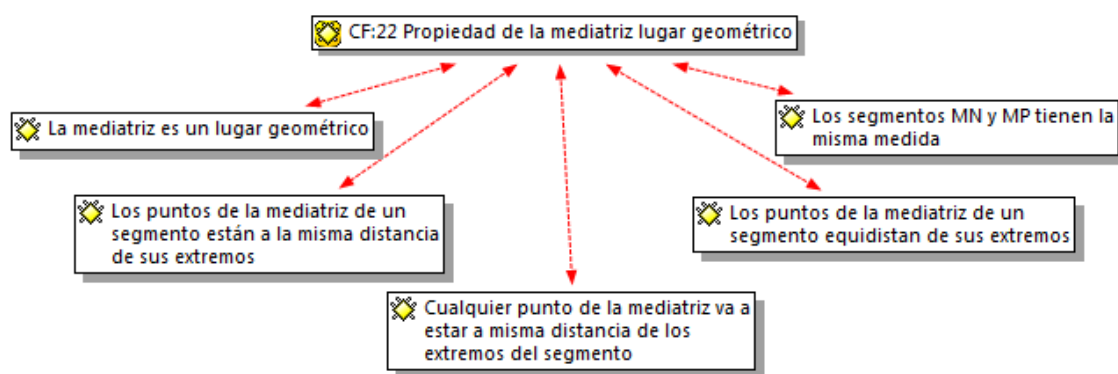 CF:22 Propiedad de la mediatriz lugar geométrico
La mediatriz es un lugar geométrico
Los segmentos MN y MP tienen la
misma medida
Los puntos de la mediatriz de un
segmento están a la misma distancia
de sus extremos
Los puntos de la mediatriz de un
segmento equidistan de sus extremos
Cualquier punto de la mediatriz va a
estar a misma distancia de los
extremos del segmento